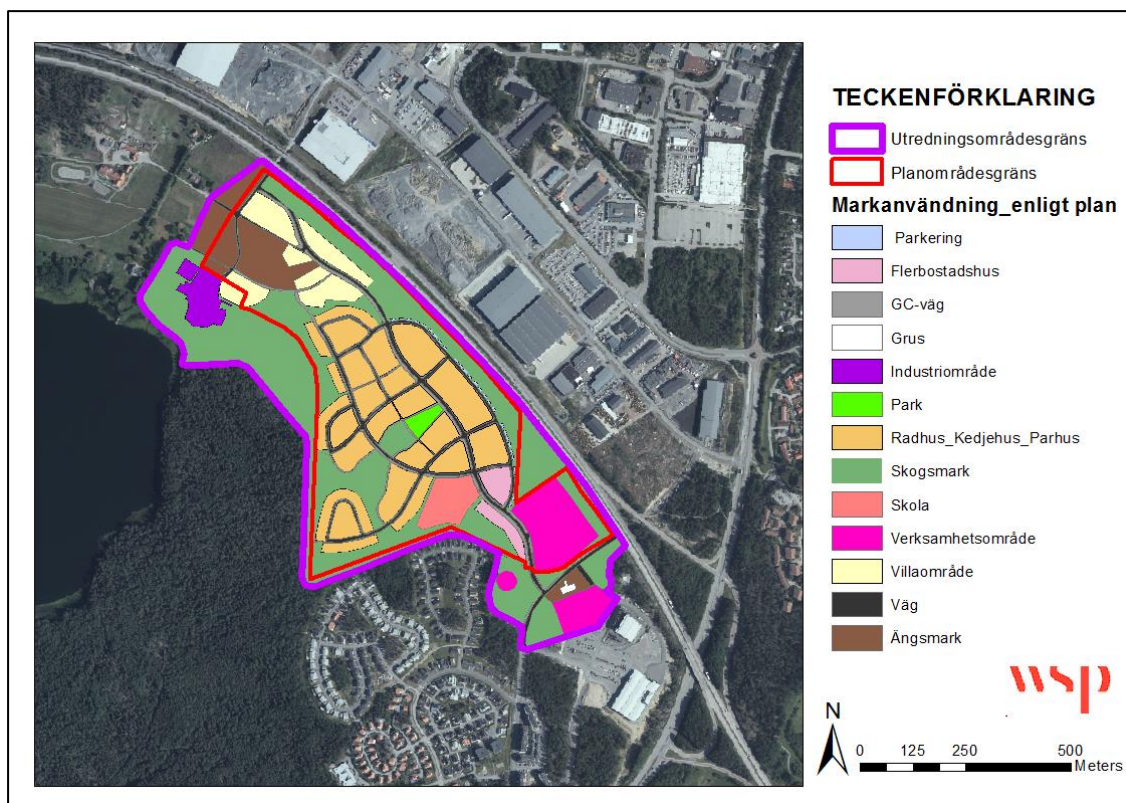 TECKENFÖRKLARING
Utredningsområdesgräns
Planområdesgräns
Markanvändning_enligt plan
Parkering
Flerbostadshus
GC-väg
Grus
Industriområde
Park
Radhus_Kedjehus_Parhus
Skogsmark
Skola
Verksamhetsområde
Villaområde
Väg
Ängsmark
wsp
N
0 125 250 500
Meters